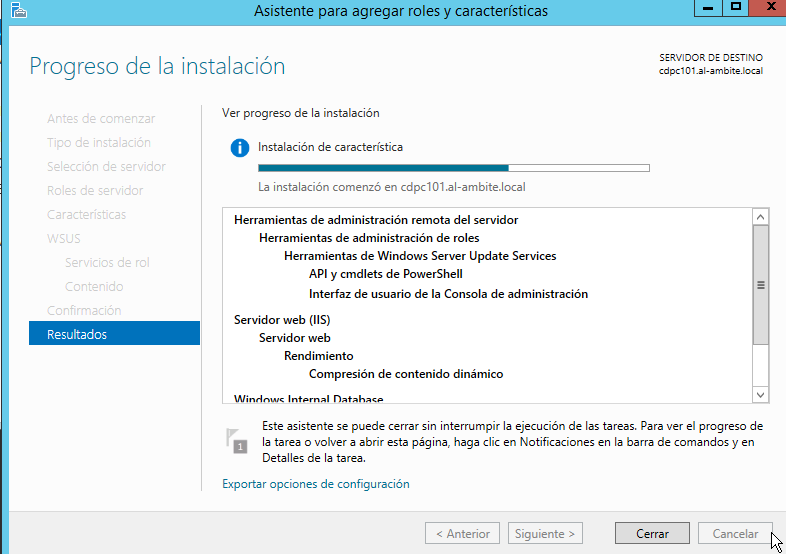 Asistente para agregar roles y características
Progreso de la instalación
SERVIDOR DE DESTINO
cdpc101.al-ambite.local
Antes de comenzar
Tipo de instalación
Selección de servidor
Roles de servidor
Características
WSUS
Servicios de rol
Contenido
Confirmación
Resultados
Ver progreso de la instalación
Instalación de característica
La instalación comenzó en cdpc101.al-ambite.local
Herramientas de administración remota del servidor
Herramientas de administración de roles
Herramientas de Windows Server Update Services
API y cmdlets de PowerShell
Interfaz de usuario de la Consola de administración
Servidor web (IIS)
Servidor web
Rendimiento
Compresión de contenido dinámico
Windows Internal Database
1
Este asistente se puede cerrar sin interrumpir la ejecución de las tareas. Para ver el progreso de
la tarea o volver a abrir esta página, haga clic en Notificaciones en la barra de comandos y en
Detalles de la tarea.
Exportar opciones de configuración
< Anterior
Siguiente >
Cerrar
Cancelar